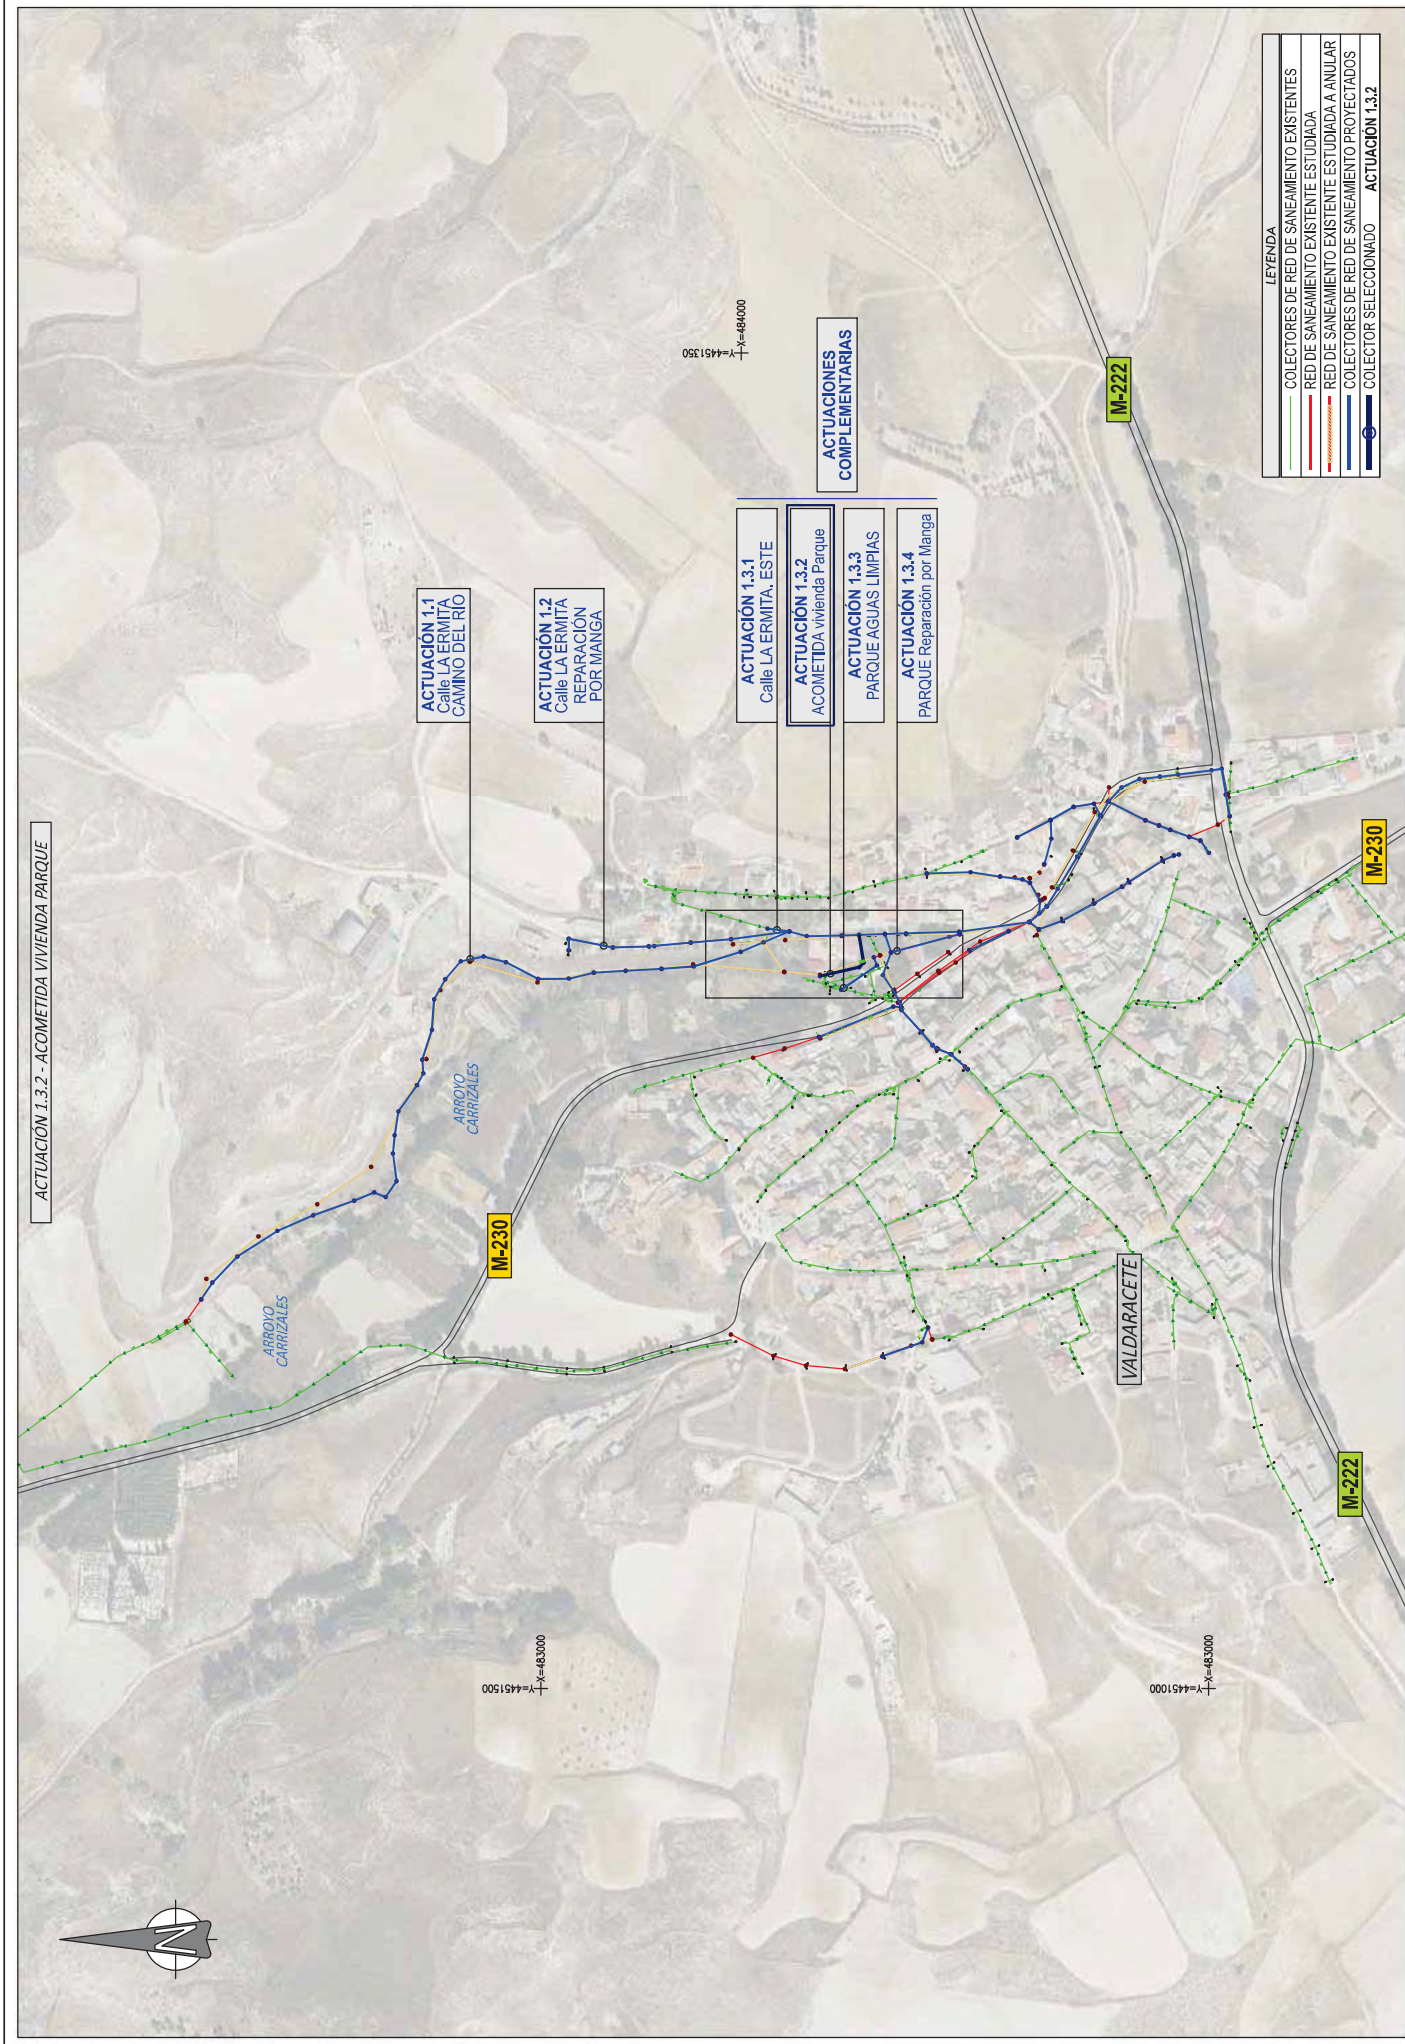 ACTUACIÓN 1.3.2 - ACOMETIDA VIVIENDA PARQUE
ACTUACIÓN 1.1
Calle LA ERMITA
CAMINO DEL RÍO
ACTUACIÓN 1.2
Calle LA ERMITA
REPARACIÓN
POR MANGA
ACTUACIÓN 1.3.1
Calle LA ERMITA. ESTE
ACTUACIÓN 1.3.2
ACOMETIDA vivienda Parque
ACTUACIÓN 1.3.3
PARQUE AGUAS LIMPIAS
ACTUACIÓN 1.3.4
PARQUE Reparación por Manga
ACTUACIONES
COMPLEMENTARIAS
ARROYO
CARRIZALES
ARROYO
CARRIZALES
M-230
M-222
M-230
M-222
VALDARACETE
Y=4451350
X=484000
Y=4451500
X=483000
Y=4451000
X=483000
N
LEYENDA
COLECTORES DE RED DE SANEAMIENTO EXISTENTES
RED DE SANEAMIENTO EXISTENTE ESTUDIADA
RED DE SANEAMIENTO EXISTENTE ESTUDIADA A ANULAR
COLECTORES DE RED DE SANEAMIENTO PROYECTADOS
COLECTOR SELECCIONADO ACTUACIÓN 1.3.2